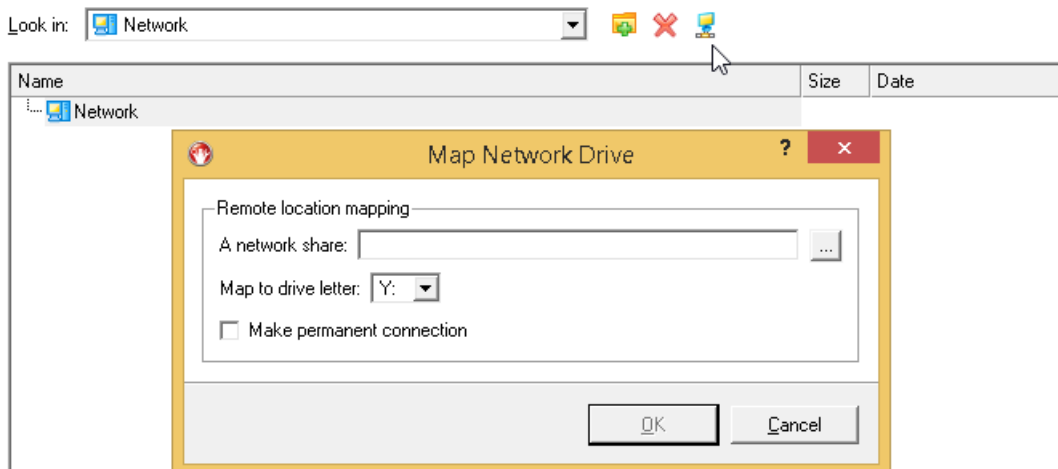 Look in: Network
Name Size Date
Network
Map Network Drive ? ×
Remote location mapping
A network share: ...
Map to drive letter: Y:
Make permanent connection
OK Cancel